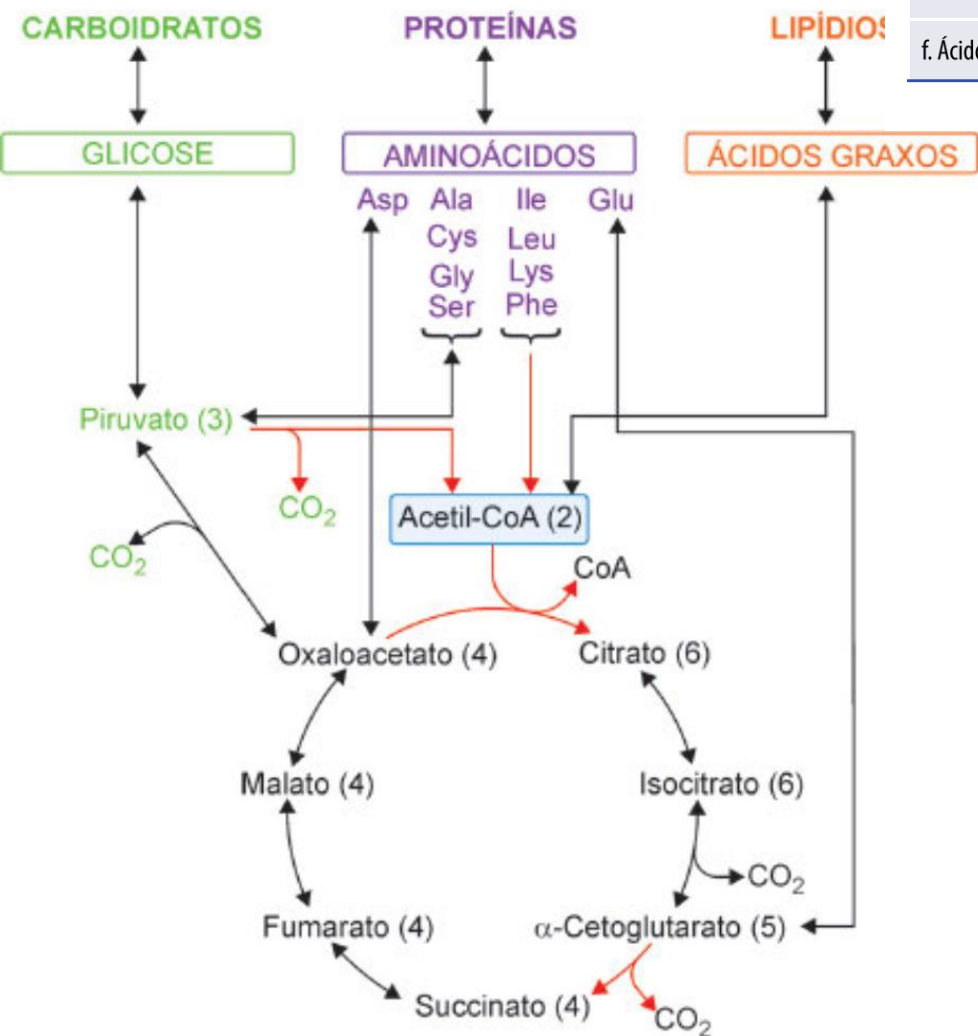 CARBOIDRATOS
PROTEÍNAS
LIPÍDIOS
f. Ácido
GLICOSE
AMINOÁCIDOS
ÁCIDOS GRAXOS
Asp Ala Ile Glu
Cys Leu
Gly Lys
Ser Phe
Piruvato (3)
CO₂
Acetil-CoA (2)
CO₂
CoA
Oxaloacetato (4)
Citrato (6)
Malato (4)
Isocitrato (6)
CO₂
Fumarato (4)
α-Cetoglutarato (5)
Succinato (4)
CO₂